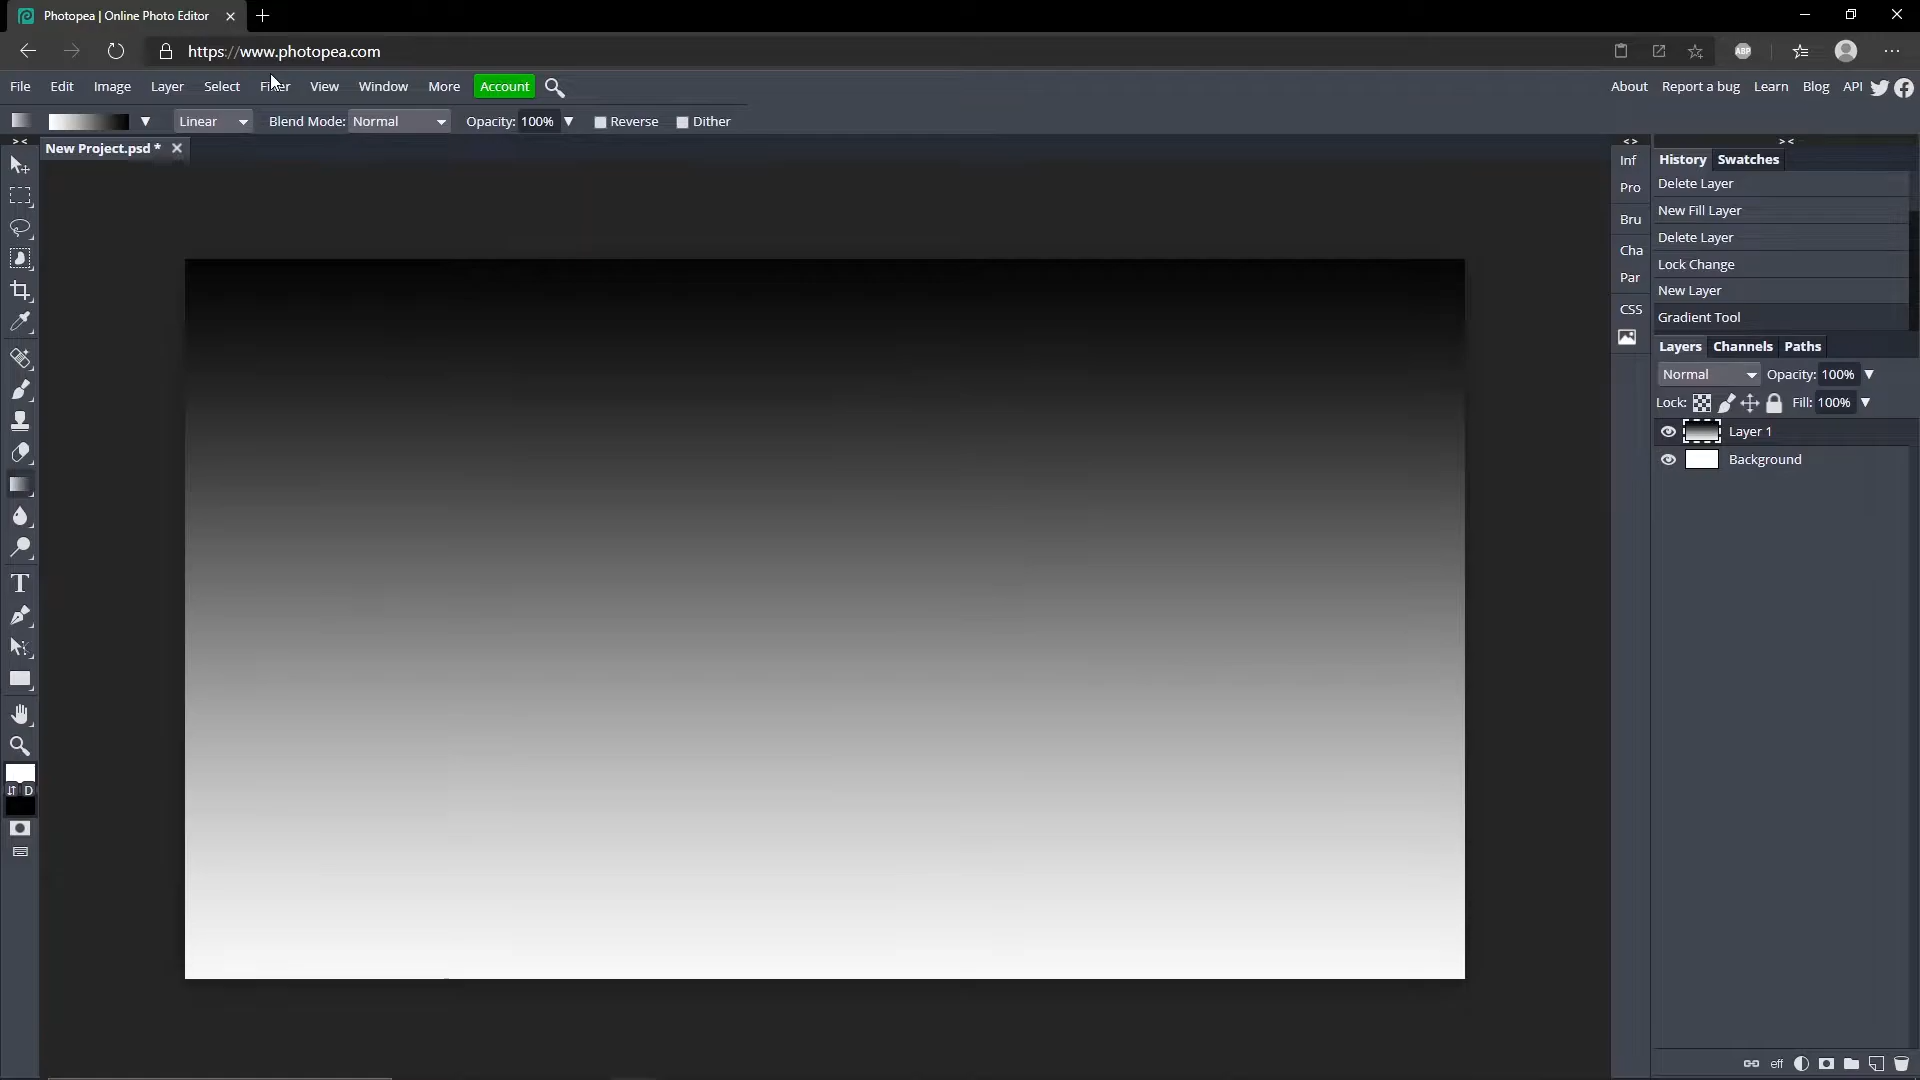 Photopea | Online Photo Editor
https://www.photopea.com
ABP
File Edit Image Layer Select Filter View Window More Account
About Report a bug Learn Blog API
Linear Blend Mode: Normal Opacity: 100% Reverse Dither
New Project.psd *
Inf
Pro
Bru
Cha
Par
CSS
History Swatches
Delete Layer
New Fill Layer
Delete Layer
Lock Change
New Layer
Gradient Tool
Layers Channels Paths
Normal Opacity: 100%
Lock: Fill: 100%
Layer 1
Background
T
D
eff